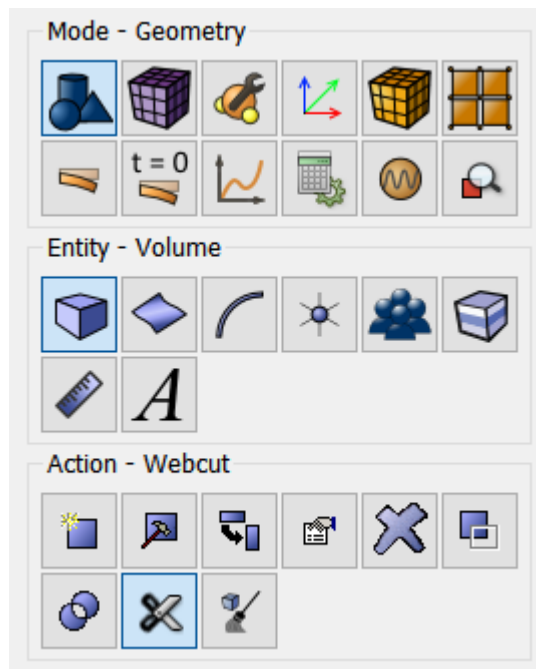 Mode - Geometry
t = 0
Entity - Volume
A
Action - Webcut